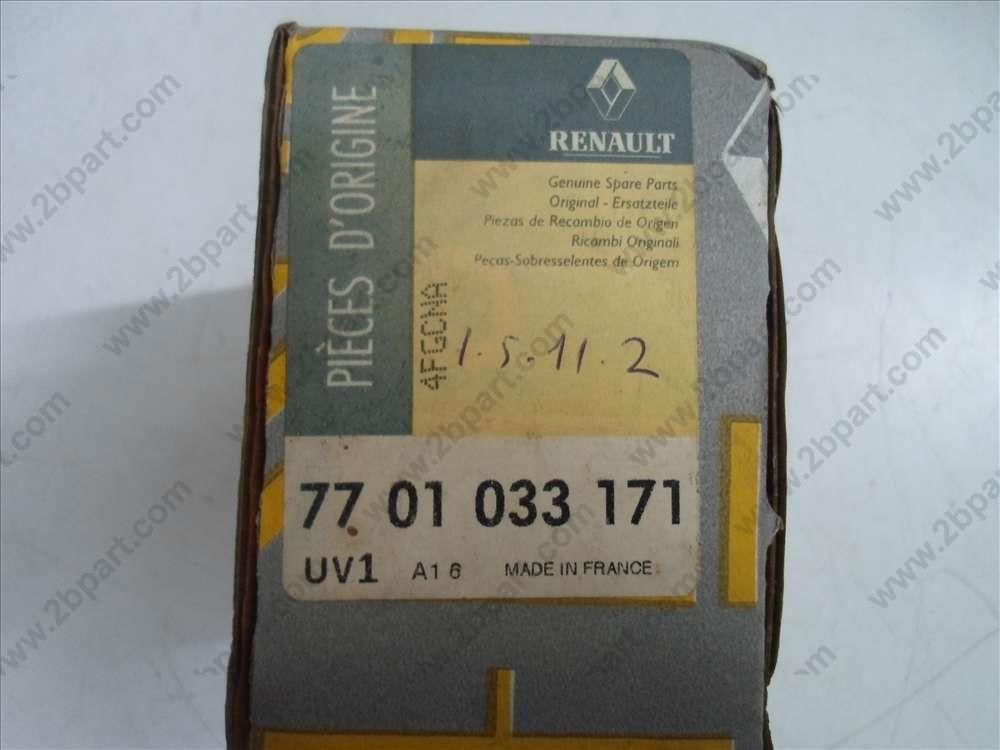 PIÈCES D'ORIGINE
RENAULT
Genuine Spare Parts
Original - Ersatzteile
Piezas de Recambio de Origen
Ricambi Originali
Pecas-Sobresselentes de Origem
4FGCMA
1.5.11.2
77 01 033 171
UV1 A1 6 MADE IN FRANCE
www.2bpart.com